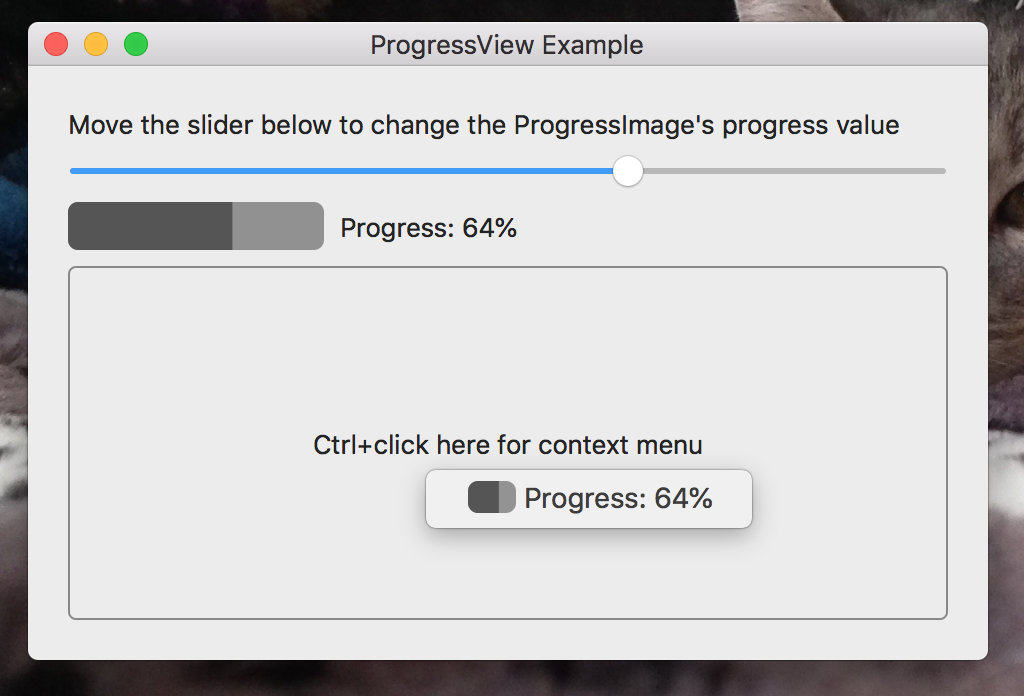 ProgressView Example
Move the slider below to change the ProgressImage's progress value
Progress: 64%
Ctrl+click here for context menu
Progress: 64%